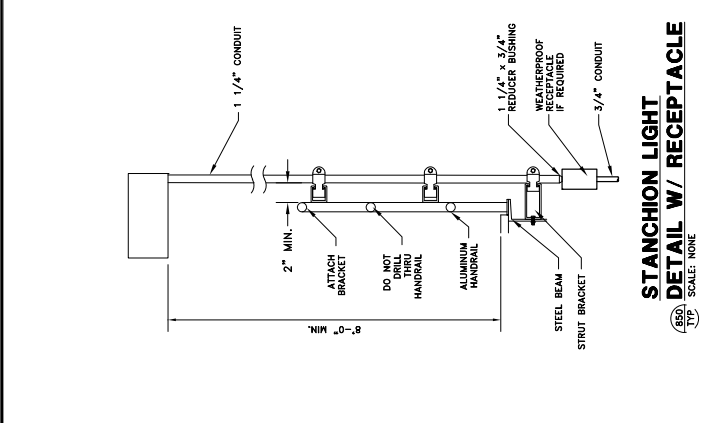 1 1/4" CONDUIT
1 1/4" x 3/4"
REDUCER BUSHING
WEATHERPROOF
RECEPTACLE
IF REQUIRED
3/4" CONDUIT
2" MIN.
ATTACH
BRACKET
DO NOT
DRILL
THRU
HANDRAIL
ALUMINUM
HANDRAIL
STEEL BEAM
STRUT BRACKET
8'-0" MIN.
STANCHION LIGHT
DETAIL W/ RECEPTACLE
850
TYP
SCALE: NONE